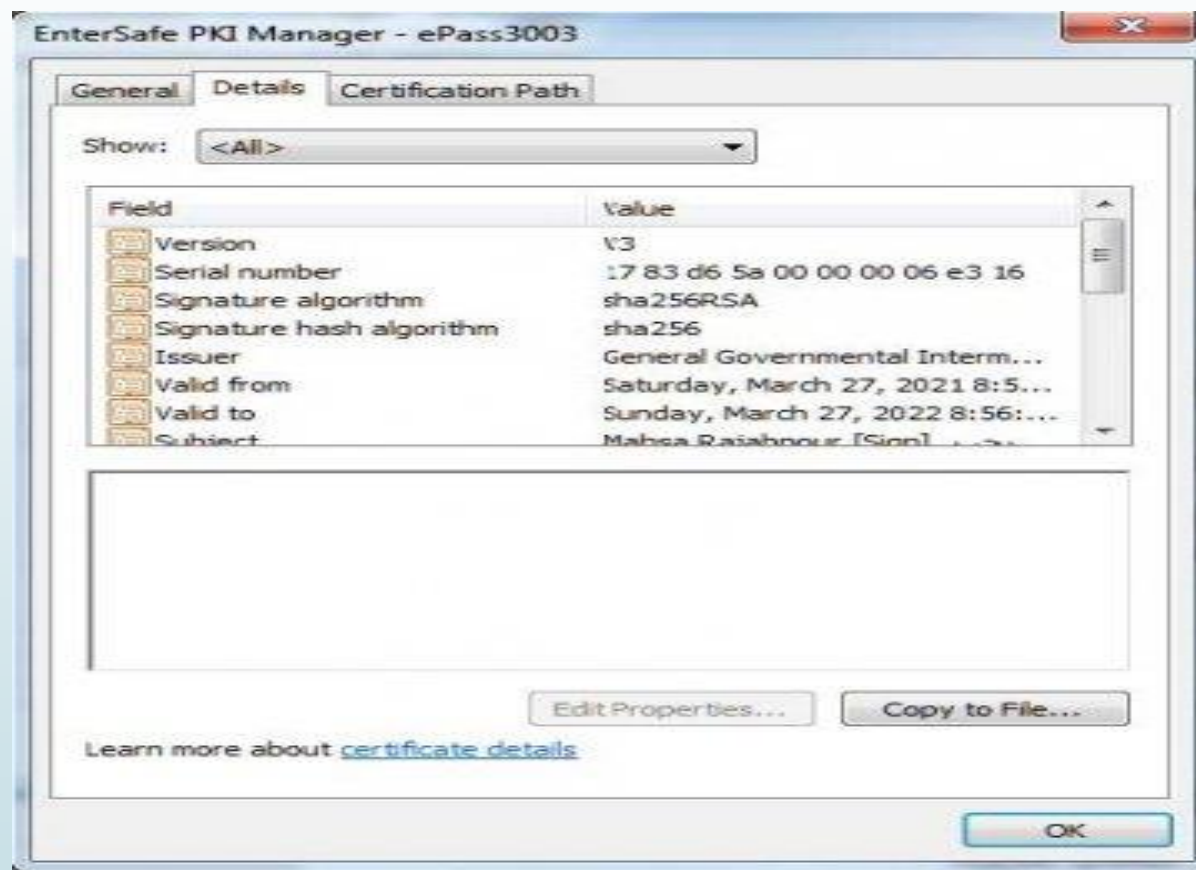 EnterSafe PKI Manager - ePass3003
General Details Certification Path
Show: <All>
Field Value
Version V3
Serial number 17 83 d6 5a 00 00 00 06 e3 16
Signature algorithm sha256RSA
Signature hash algorithm sha256
Issuer General Governmental Interm...
Valid from Saturday, March 27, 2021 8:5...
Valid to Sunday, March 27, 2022 8:56:...
Subject Mahsa Rajabpour [Sign]
Edit Properties... Copy to File...
Learn more about certificate details
OK